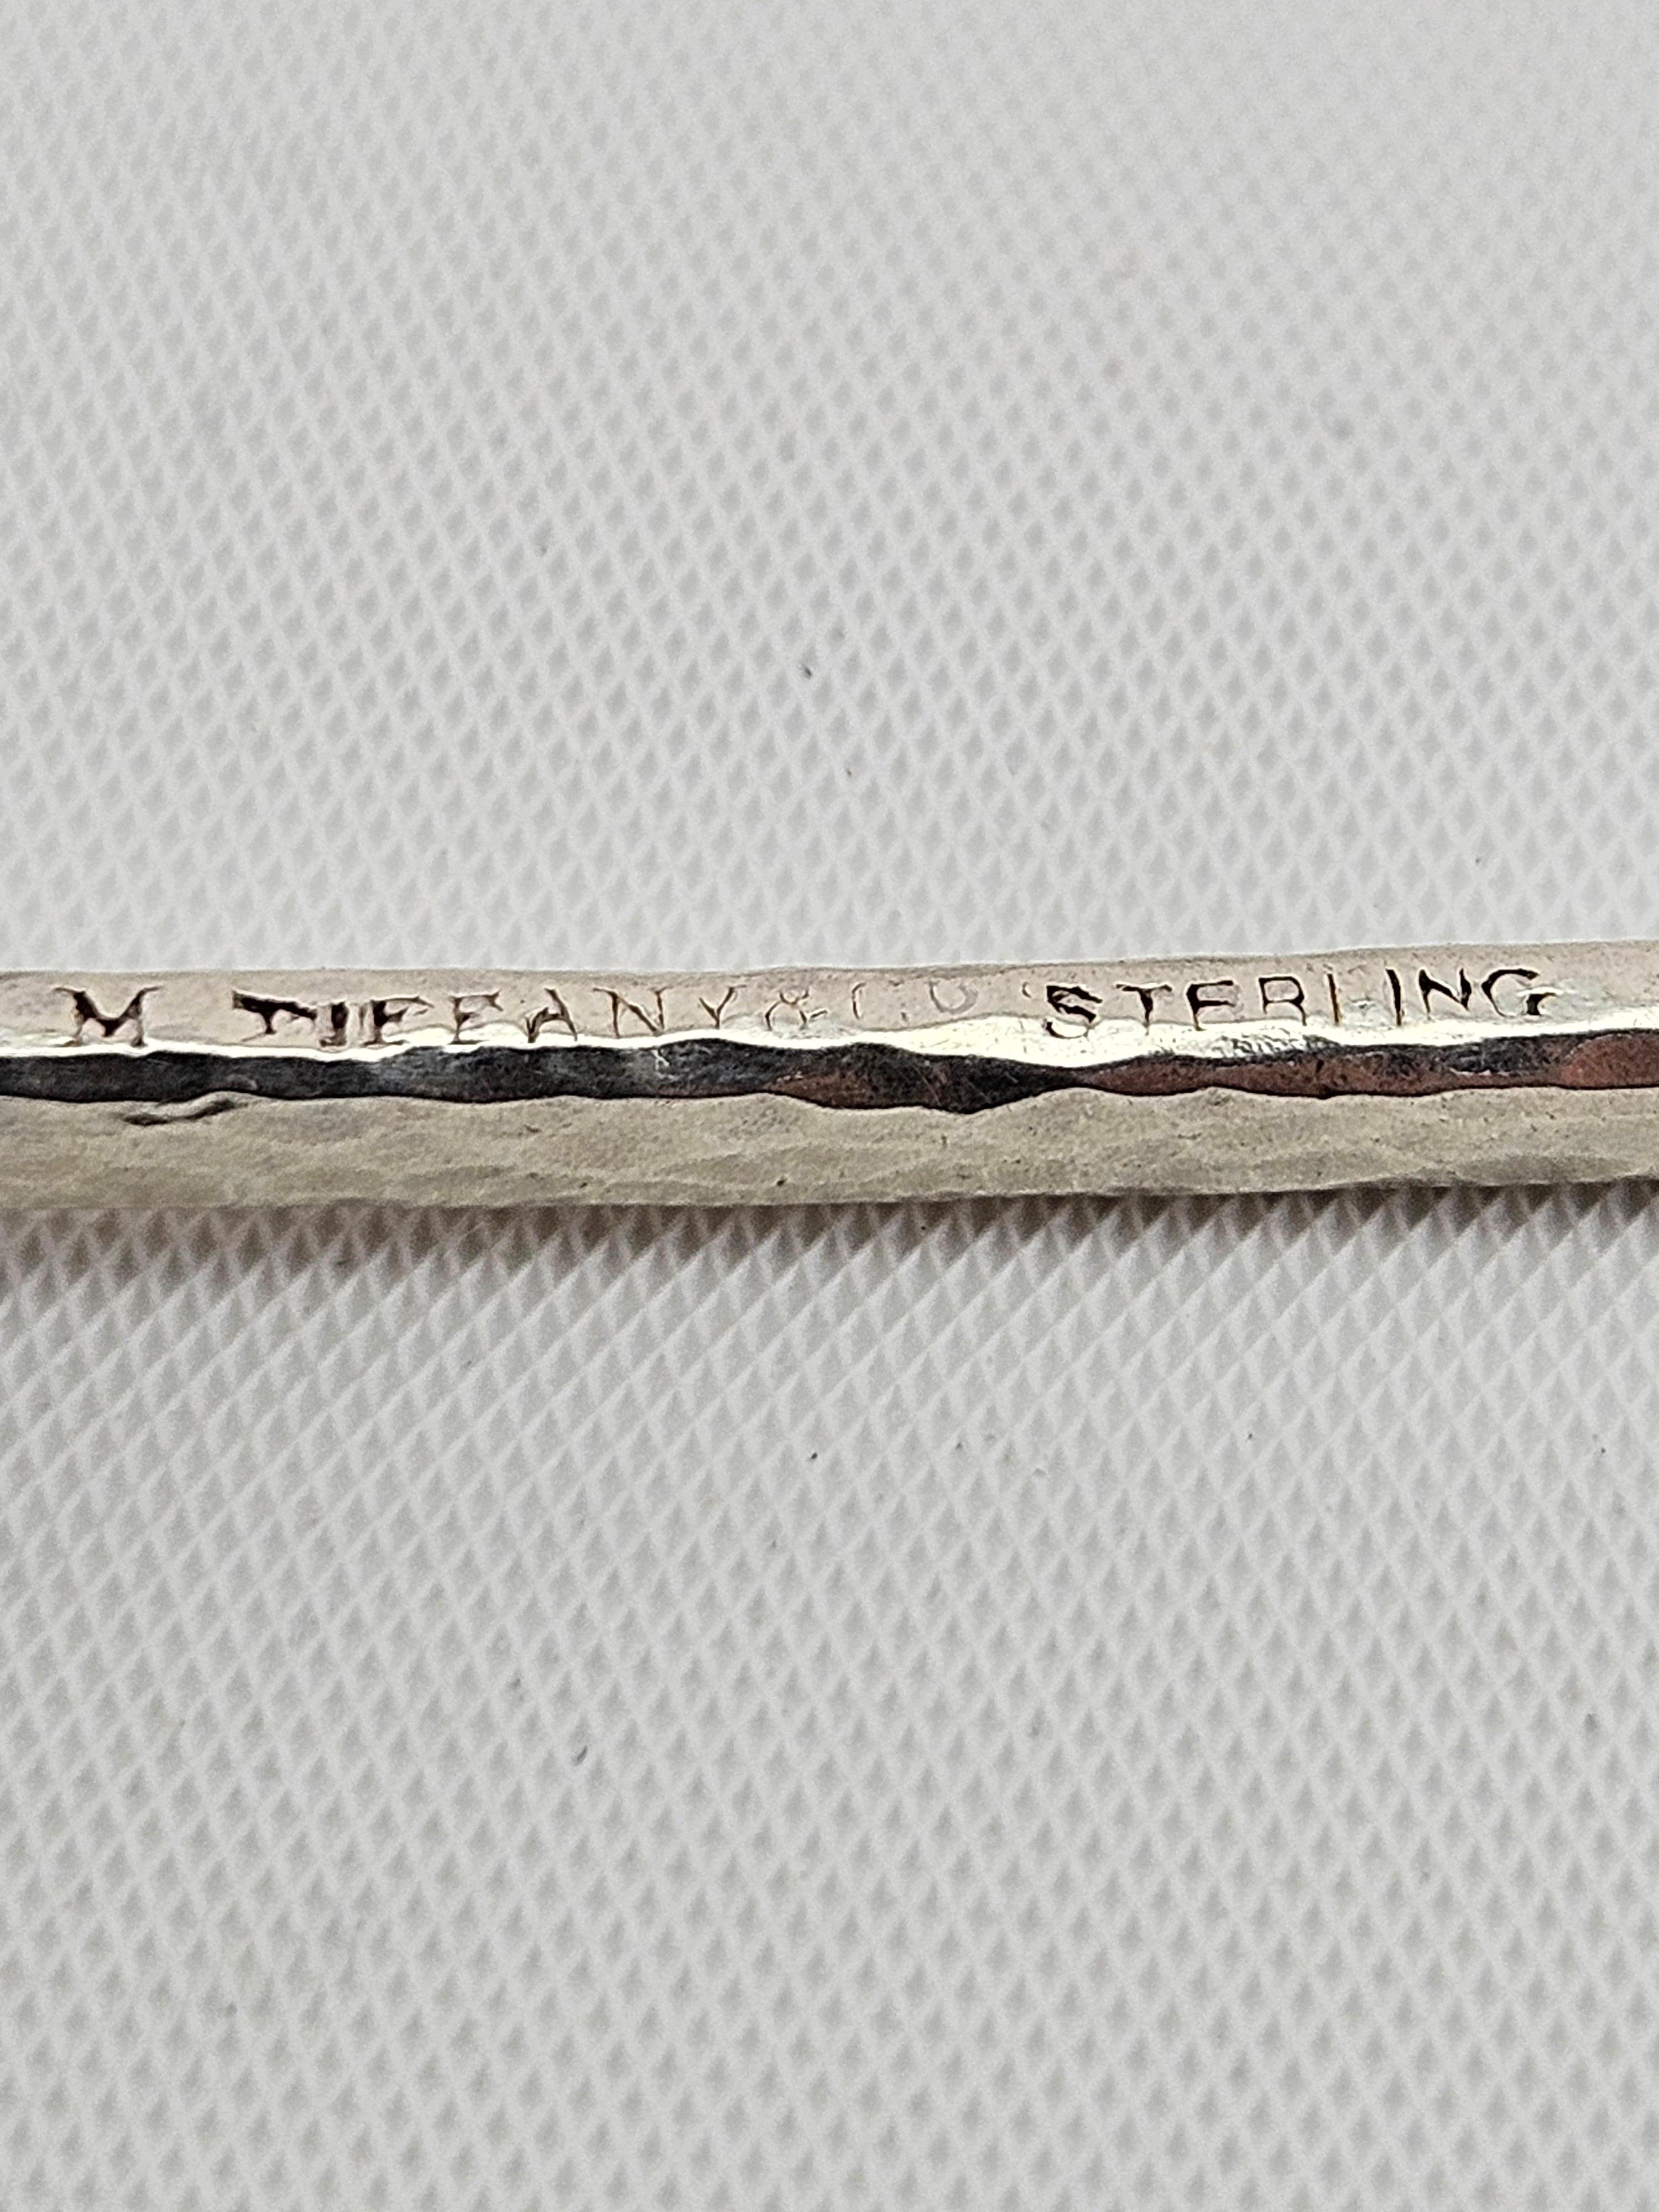 M TIFFANY & CO STERLING